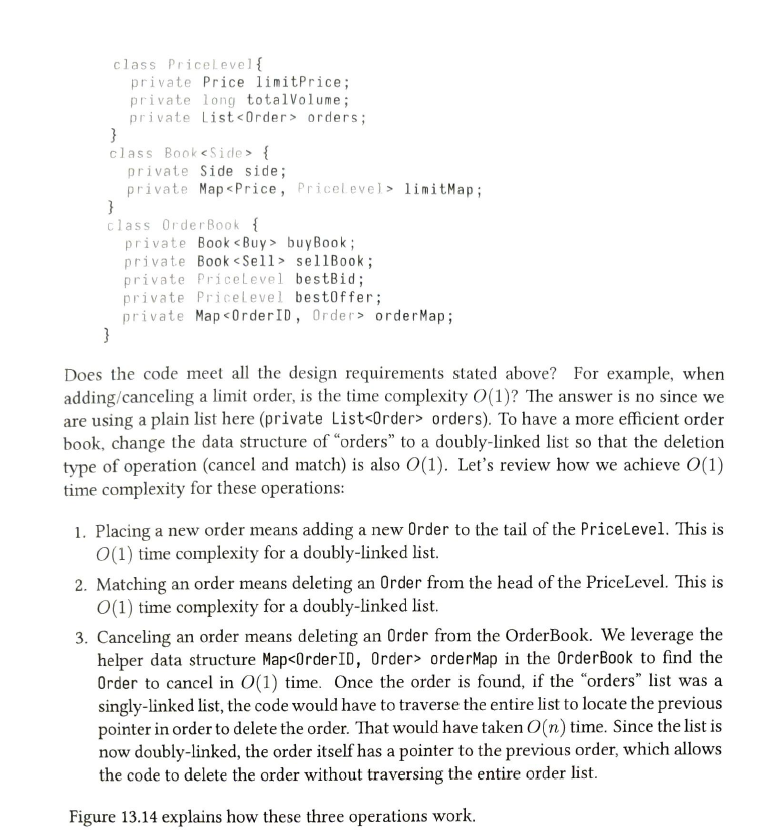 class PriceLevel{
private Price limitPrice;
private long totalVolume;
private List<Order> orders;
}
class Book<Side> {
private Side side;
private Map<Price, PriceLevel> limitMap;
}
class OrderBook {
private Book<Buy> buyBook;
private Book<Sell> sellBook;
private PriceLevel bestBid;
private PriceLevel bestOffer;
private Map<OrderID, Order> orderMap;
}
Does the code meet all the design requirements stated above? For example, when
adding/canceling a limit order, is the time complexity O(1)? The answer is no since we
are using a plain list here (private List<Order> orders). To have a more efficient order
book, change the data structure of “orders” to a doubly-linked list so that the deletion
type of operation (cancel and match) is also O(1). Let’s review how we achieve O(1)
time complexity for these operations:
1. Placing a new order means adding a new Order to the tail of the PriceLevel. This is
O(1) time complexity for a doubly-linked list.
2. Matching an order means deleting an Order from the head of the PriceLevel. This is
O(1) time complexity for a doubly-linked list.
3. Canceling an order means deleting an Order from the OrderBook. We leverage the
helper data structure Map<OrderID, Order> orderMap in the OrderBook to find the
Order to cancel in O(1) time. Once the order is found, if the “orders” list was a
singly-linked list, the code would have to traverse the entire list to locate the previous
pointer in order to delete the order. That would have taken O(n) time. Since the list is
now doubly-linked, the order itself has a pointer to the previous order, which allows
the code to delete the order without traversing the entire order list.
Figure 13.14 explains how these three operations work.